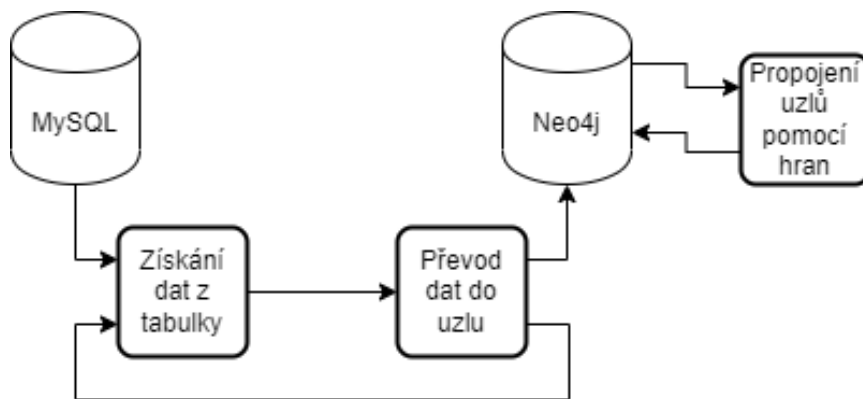 MySQL
Neo4j
Propojení
uzlů
pomocí
hran
Získání
dat z
tabulky
Převod
dat do
uzlu